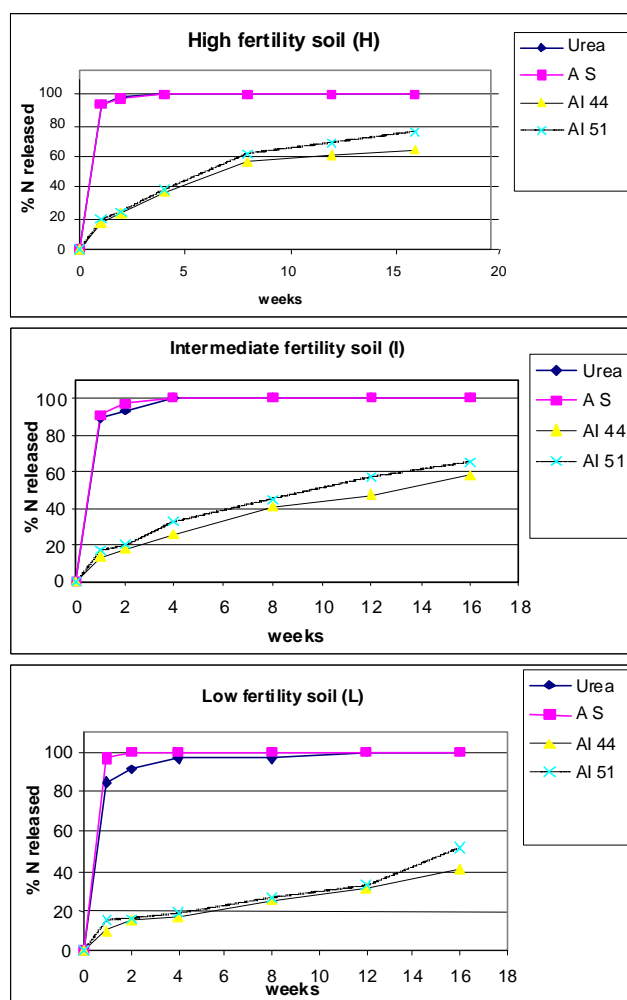 High fertility soil (H)
% N released
100
80
60
40
20
0
0 5 10 15 20
weeks
Urea
A S
AI 44
AI 51
Intermediate fertility soil (I)
% N released
100
80
60
40
20
0
0 2 4 6 8 10 12 14 16 18
weeks
Urea
A S
AI 44
AI 51
Low fertility soil (L)
% N released
100
80
60
40
20
0
0 2 4 6 8 10 12 14 16 18
weeks
Urea
A S
AI 44
AI 51